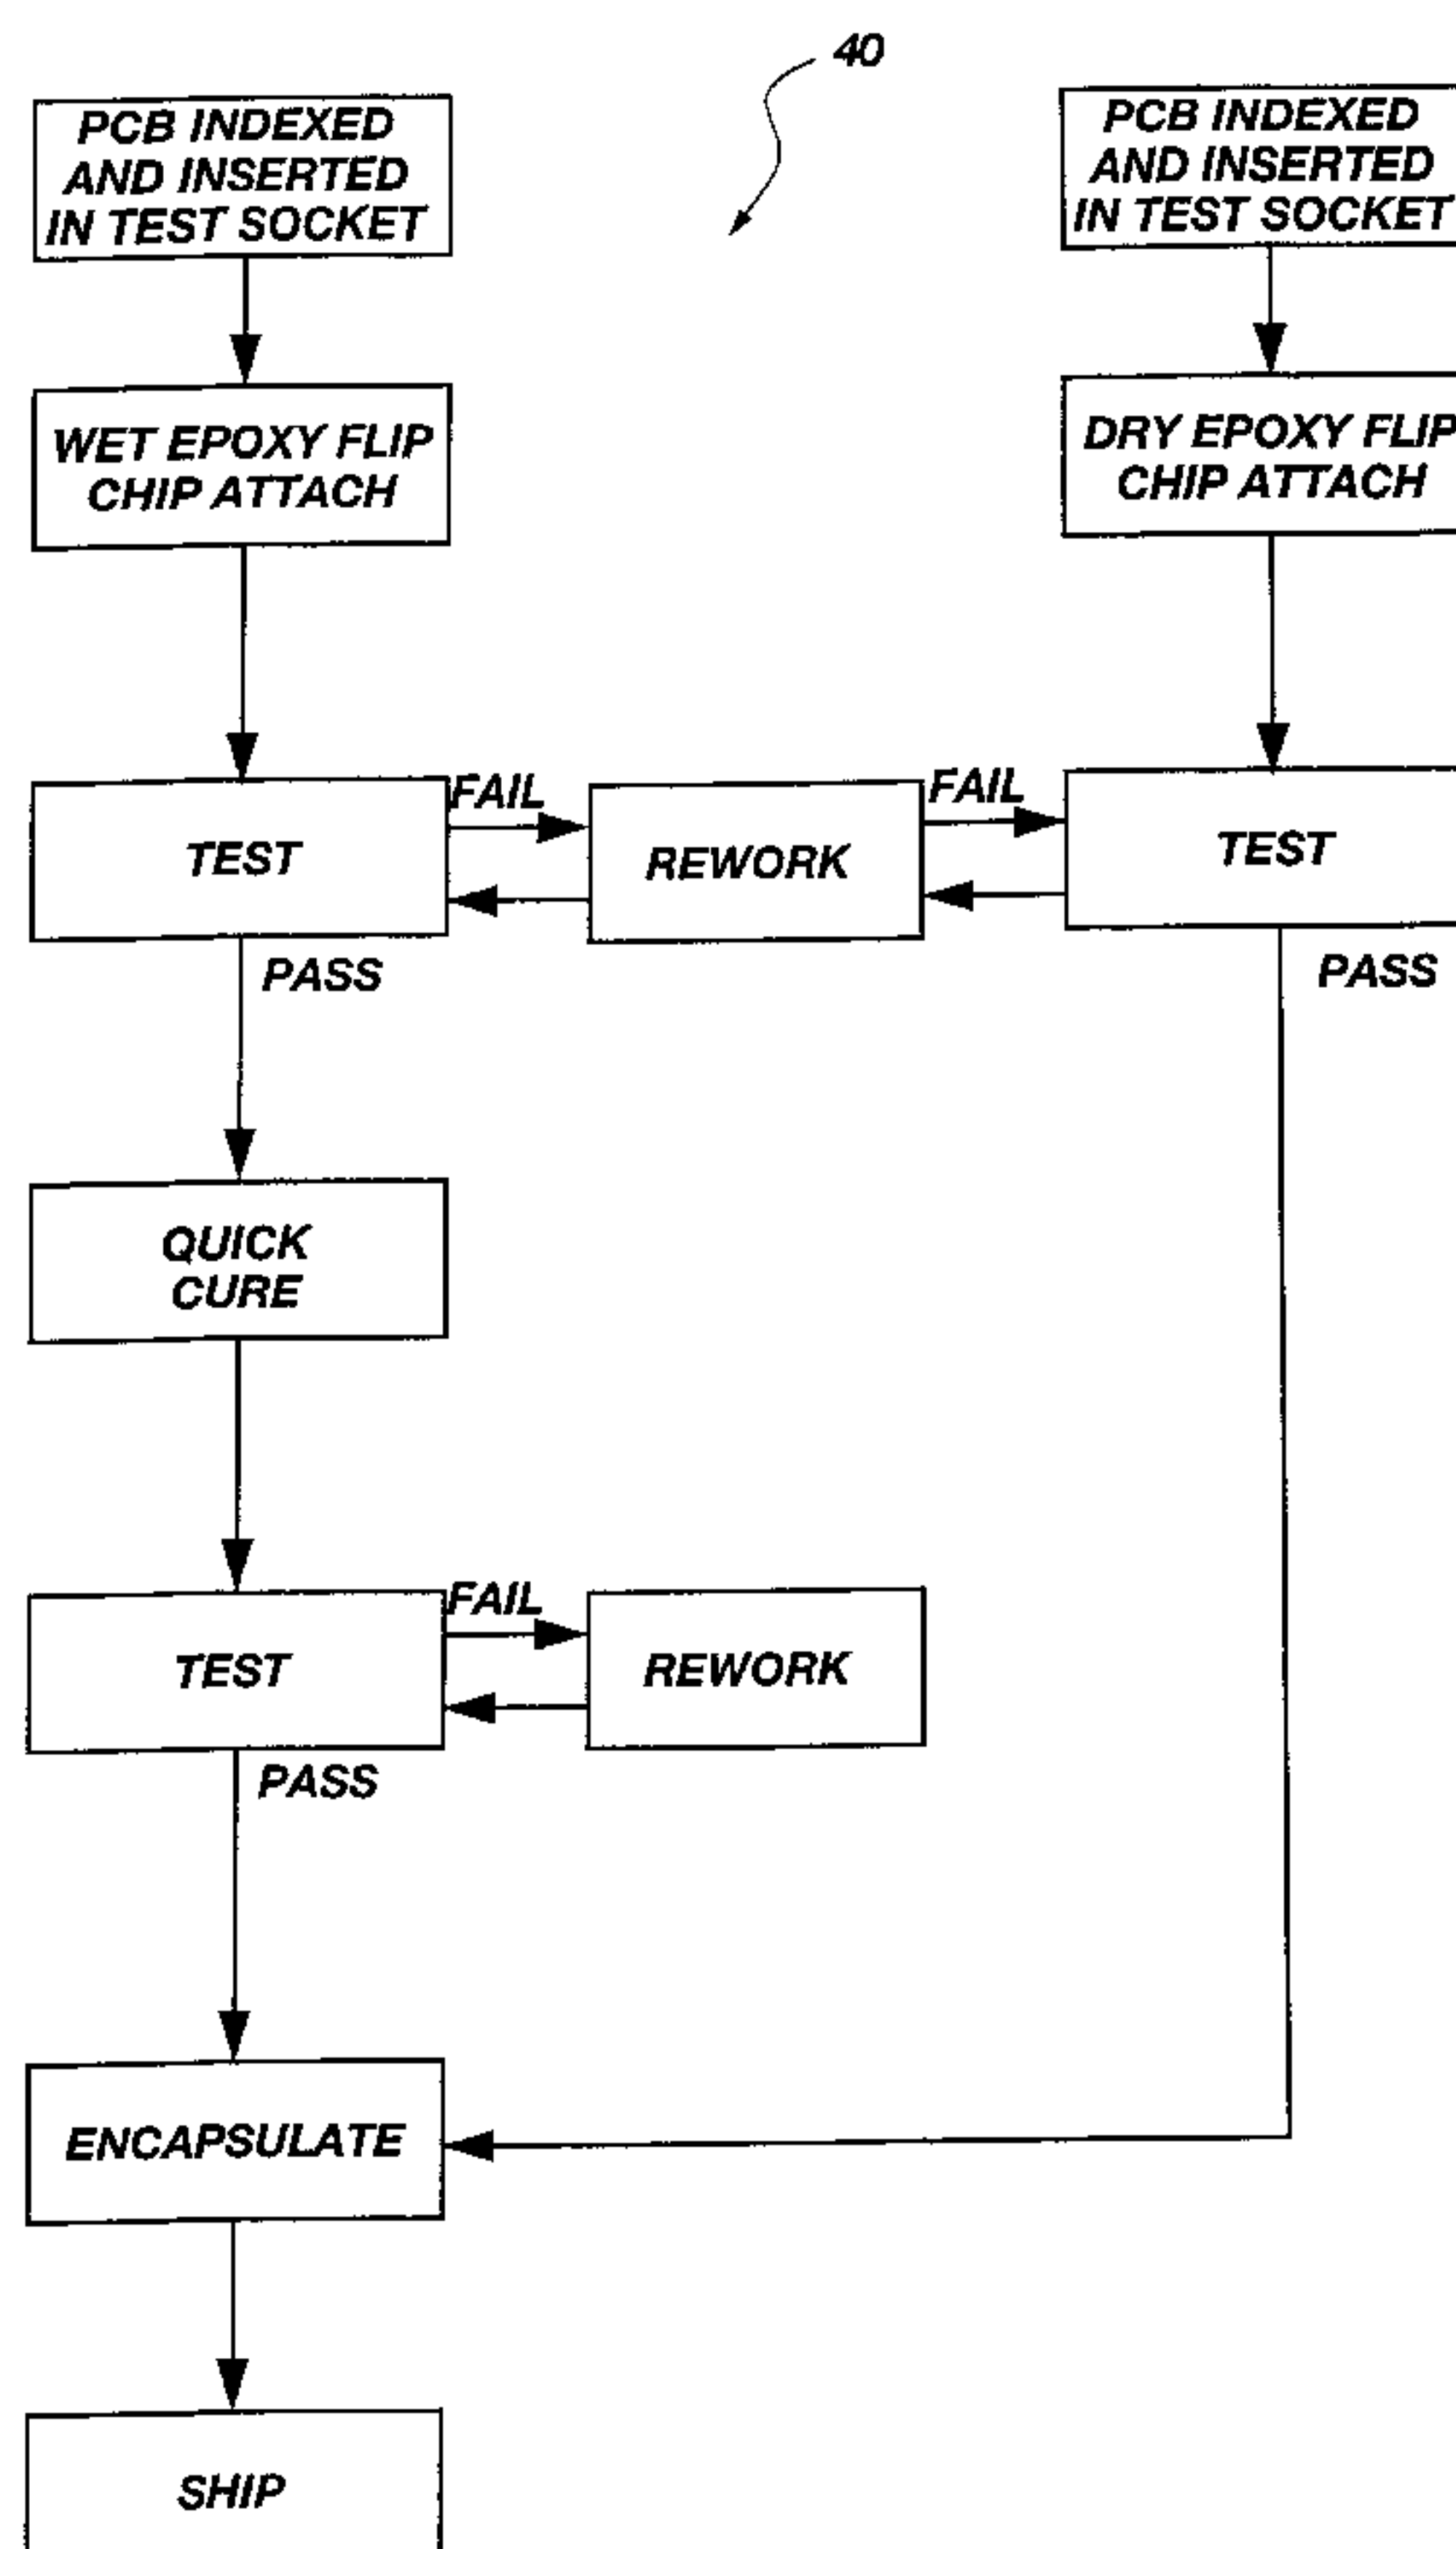 40
PCB INDEXED
AND INSERTED
IN TEST SOCKET
PCB INDEXED
AND INSERTED
IN TEST SOCKET
WET EPOXY FLIP
CHIP ATTACH
DRY EPOXY FLIP
CHIP ATTACH
TEST
FAIL
REWORK
FAIL
TEST
PASS
PASS
QUICK
CURE
TEST
FAIL
REWORK
PASS
ENCAPSULATE
SHIP